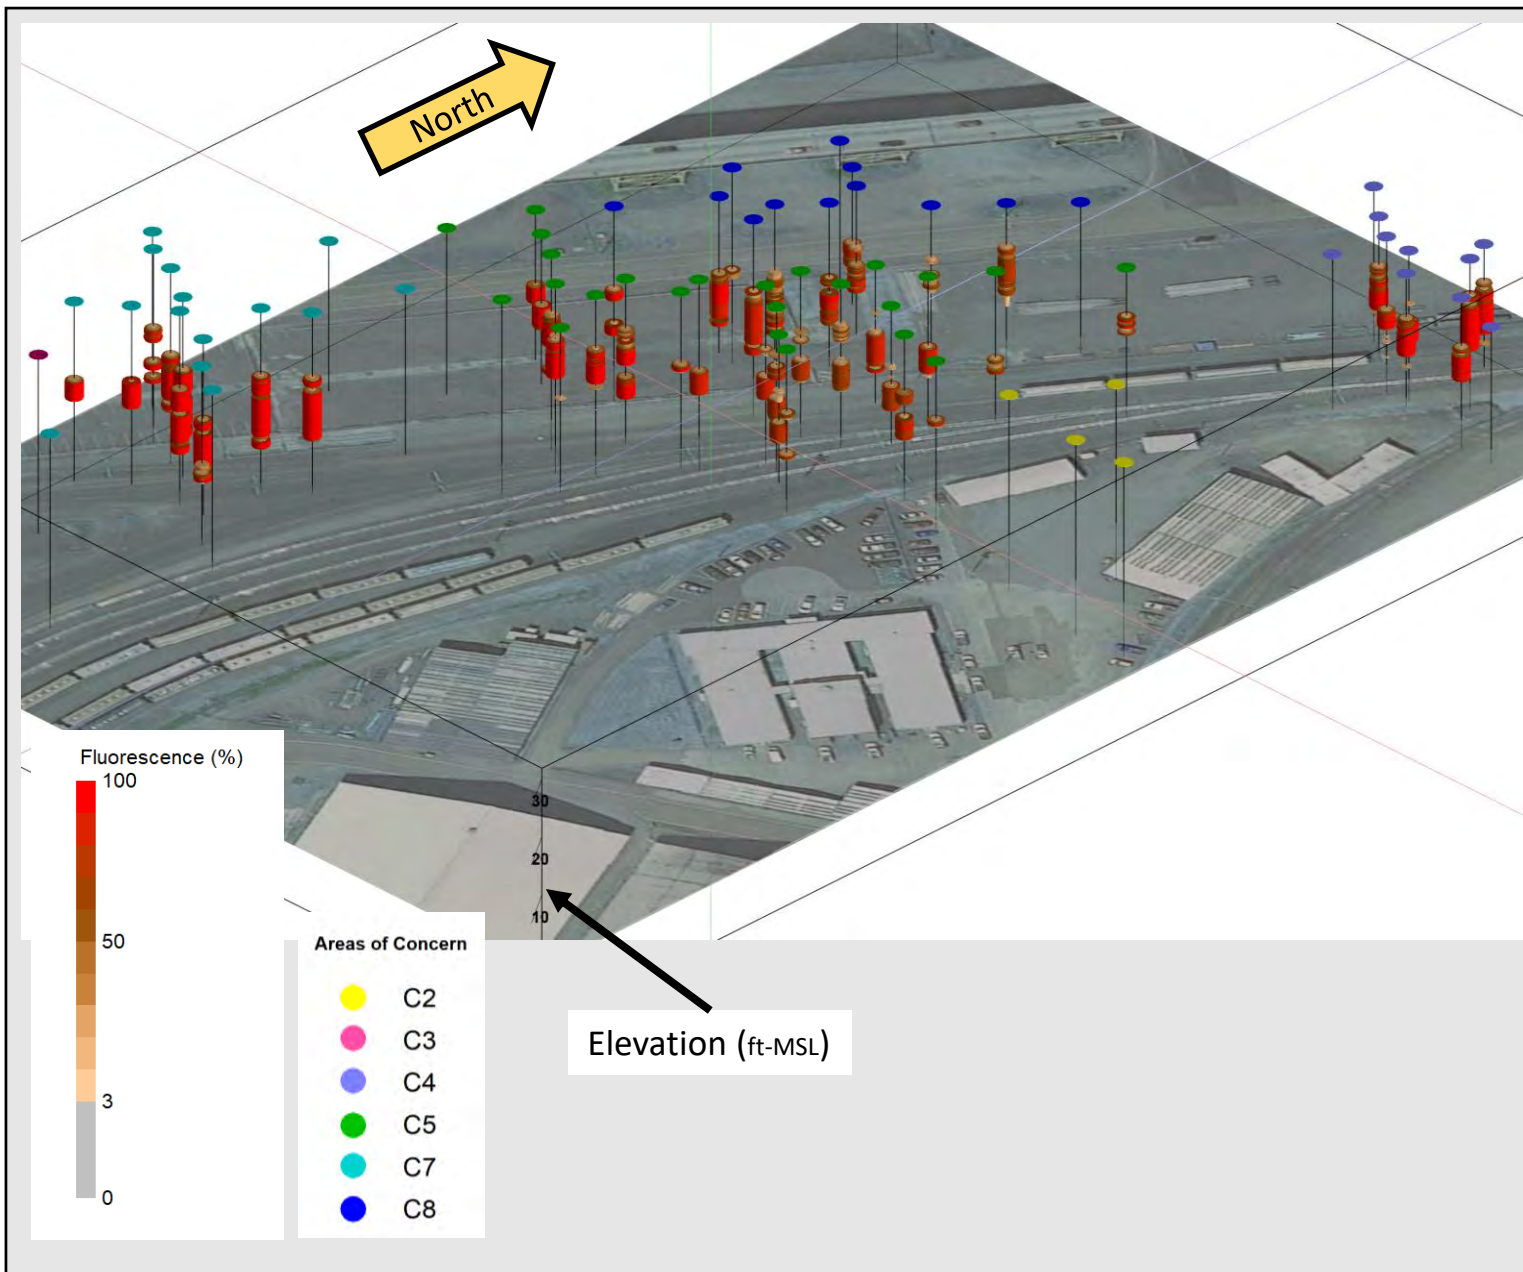 North
Fluorescence (%)
100
50
3
0
30
20
10
Areas of Concern
C2
C3
C4
C5
C7
C8
Elevation (ft-MSL)